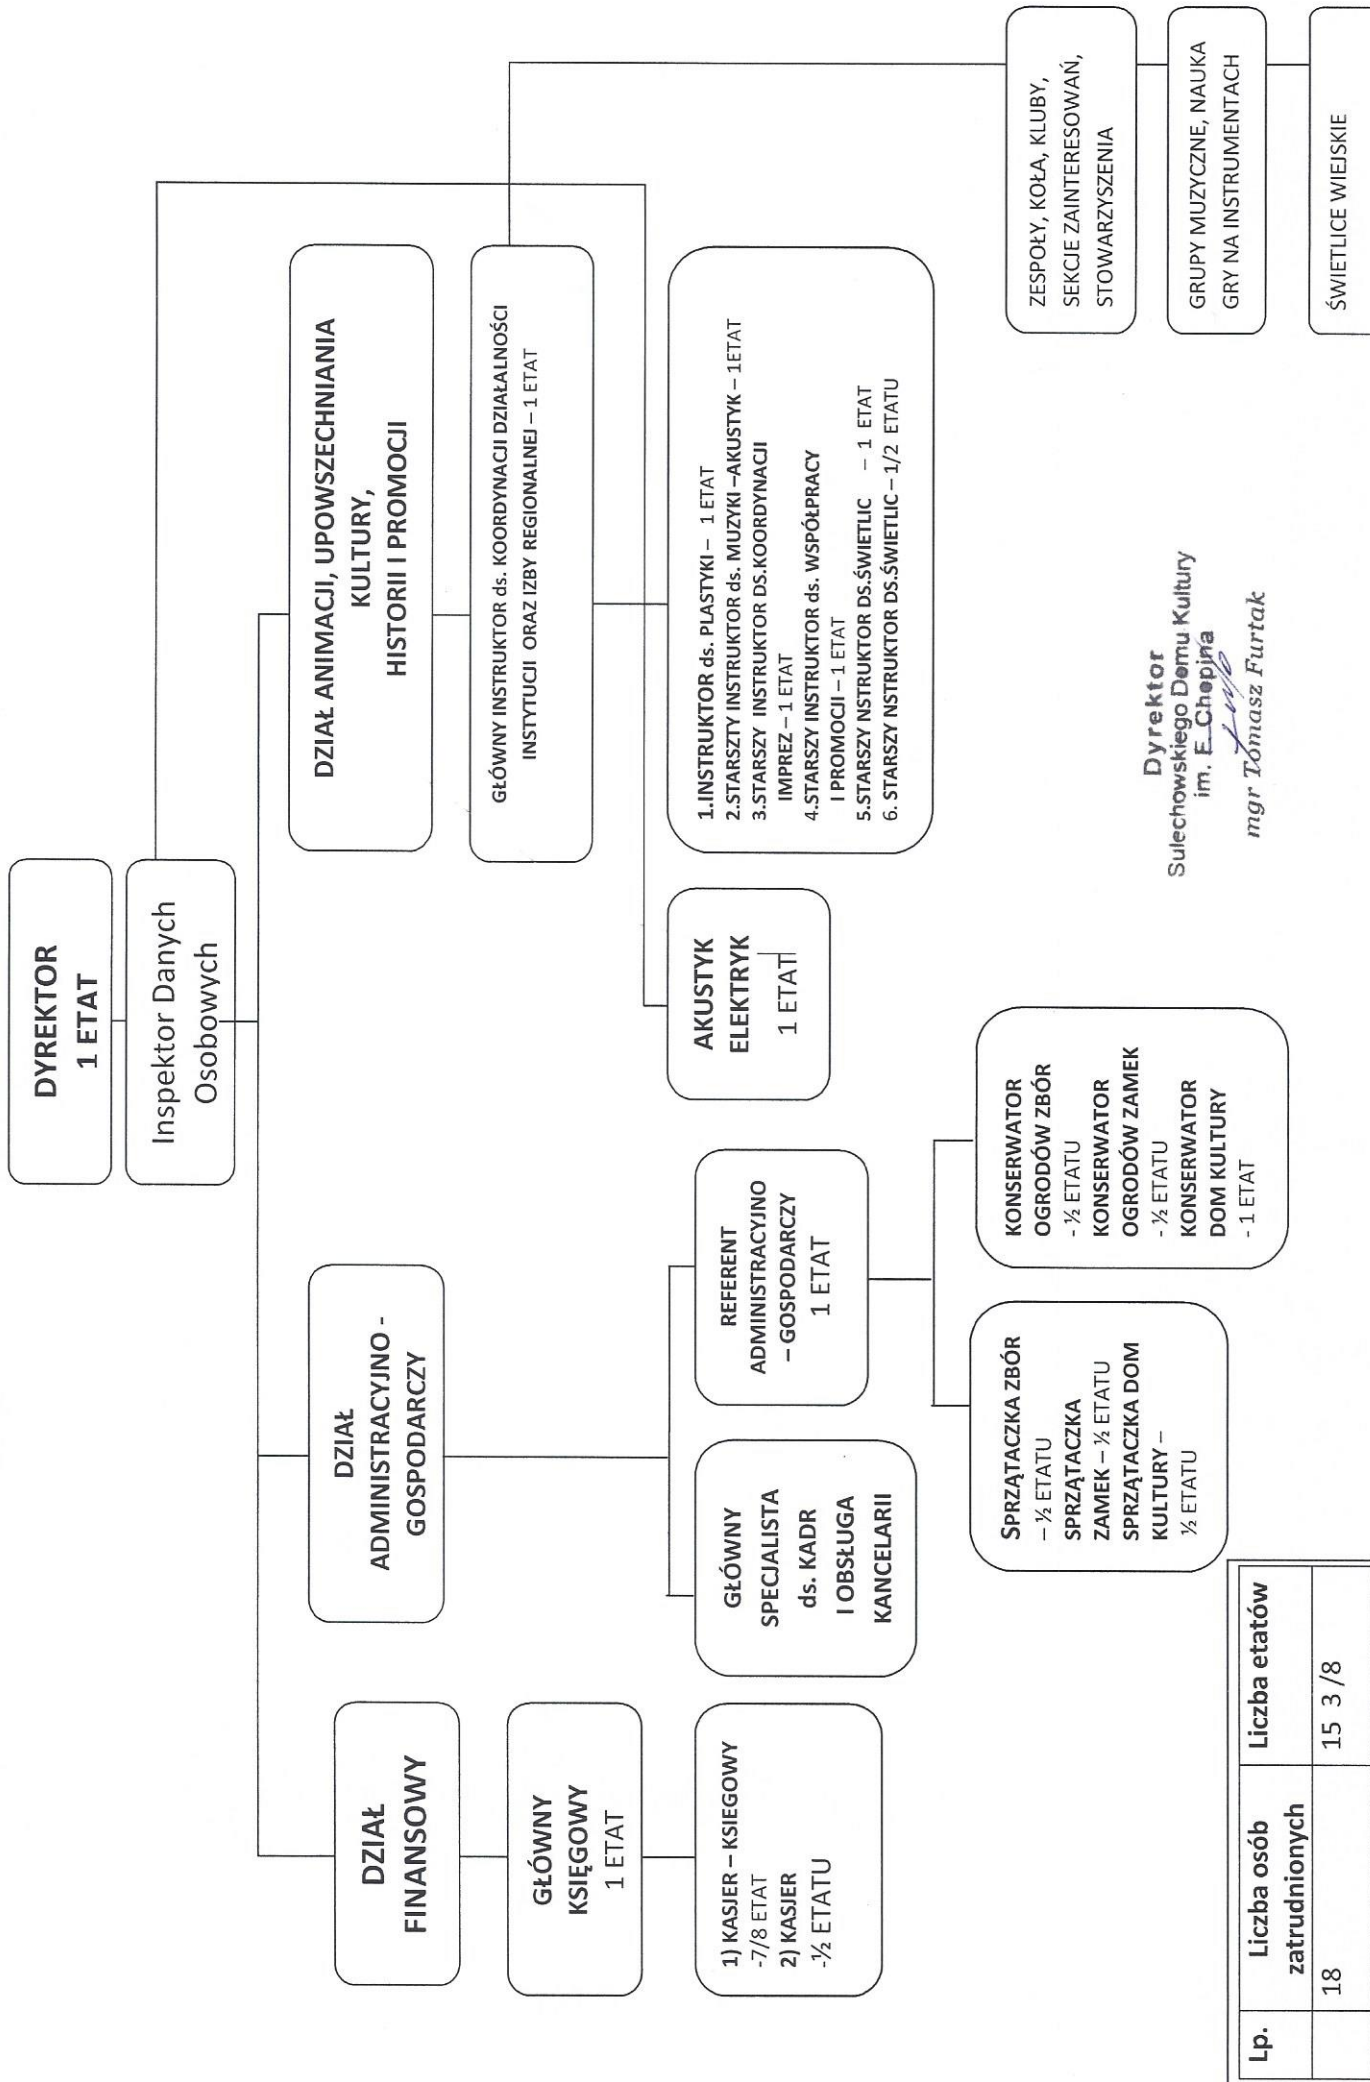 DYREKTOR
1 ETAT
Inspektor Danych
Osobowych
DZIAŁ
FINANSOWY
GŁÓWNY
KSIĘGOWY
1 ETAT
1) KASJER – KSIEGOWY
-7/8 ETAT
2) KASJER
-½ ETATU
DZIAŁ
ADMINISTRACYJNO -
GOSPODARCZY
GŁÓWNY
SPECJALISTA
ds. KADR
I OBSŁUGA
KANCELARII
REFERENT
ADMINISTRACYJNO
– GOSPODARCZY
1 ETAT
SPRZĄTACZKA ZBÓR
– ½ ETATU
SPRZĄTACZKA
ZAMEK – ½ ETATU
SPRZĄTACZKA DOM
KULTURY –
½ ETATU
KONSERWATOR
OGRODÓW ZBÓR
- ½ ETATU
KONSERWATOR
OGRODÓW ZAMEK
- ½ ETATU
KONSERWATOR
DOM KULTURY
- 1 ETAT
AKUSTYK
ELEKTRYK
1 ETAT
DZIAŁ ANIMACJI, UPOWSZECHNIANIA
KULTURY,
HISTORII I PROMOCJI
GŁÓWNY INSTRUKTOR ds. KOORDYNACJI DZIAŁALNOŚCI
INSTYTUCJI ORAZ IZBY REGIONALNEJ – 1 ETAT
1.INSTRUKTOR ds. PLASTYKI – 1 ETAT
2.STARSZTY INSTRUKTOR ds. MUZYKI –AKUSTYK – 1ETAT
3.STARSZY INSTRUKTOR DS.KOORDYNACJI
IMPREZ – 1 ETAT
4.STARSZY INSTRUKTOR ds. WSPÓŁPRACY
I PROMOCJI – 1 ETAT
5.STARSZY NSTRUKTOR DS.ŚWIETLIC – 1 ETAT
6. STARSZY NSTRUKTOR DS.ŚWIETLIC – 1/2 ETATU
ZESPOŁY, KOŁA, KLUBY,
SEKCJE ZAINTERESOWAŃ,
STOWARZYSZENIA
GRUPY MUZYCZNE, NAUKA
GRY NA INSTRUMENTACH
ŚWIETLICE WIEJSKIE
Dyrektor
Sulechowskiego Domu Kultury
im. F. Chopina
mgr Tomasz Furtak
Lp. Liczba osób zatrudnionych Liczba etatów
18 15 3 /8